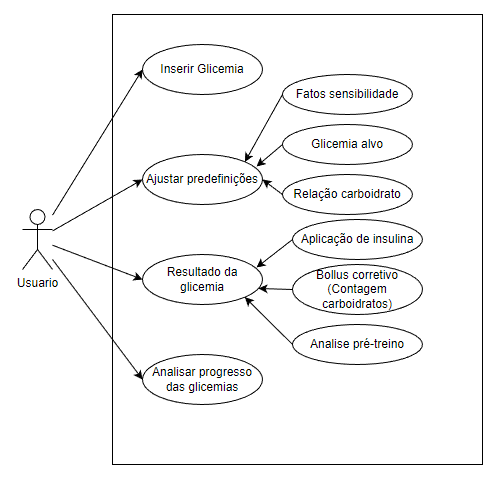 Inserir Glicemia
Fatos sensibilidade
Glicemia alvo
Ajustar predefinições
Relação carboidrato
Aplicação de insulina
Usuario
Resultado da
glicemia
Bollus corretivo
(Contagem
carboidratos)
Analise pré-treino
Analisar progresso
das glicemias